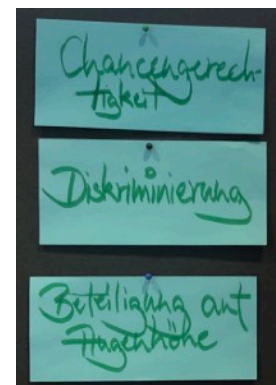 Chancengerech-
tigkeit
Diskriminierung
Beteiligung auf
Augenhöhe